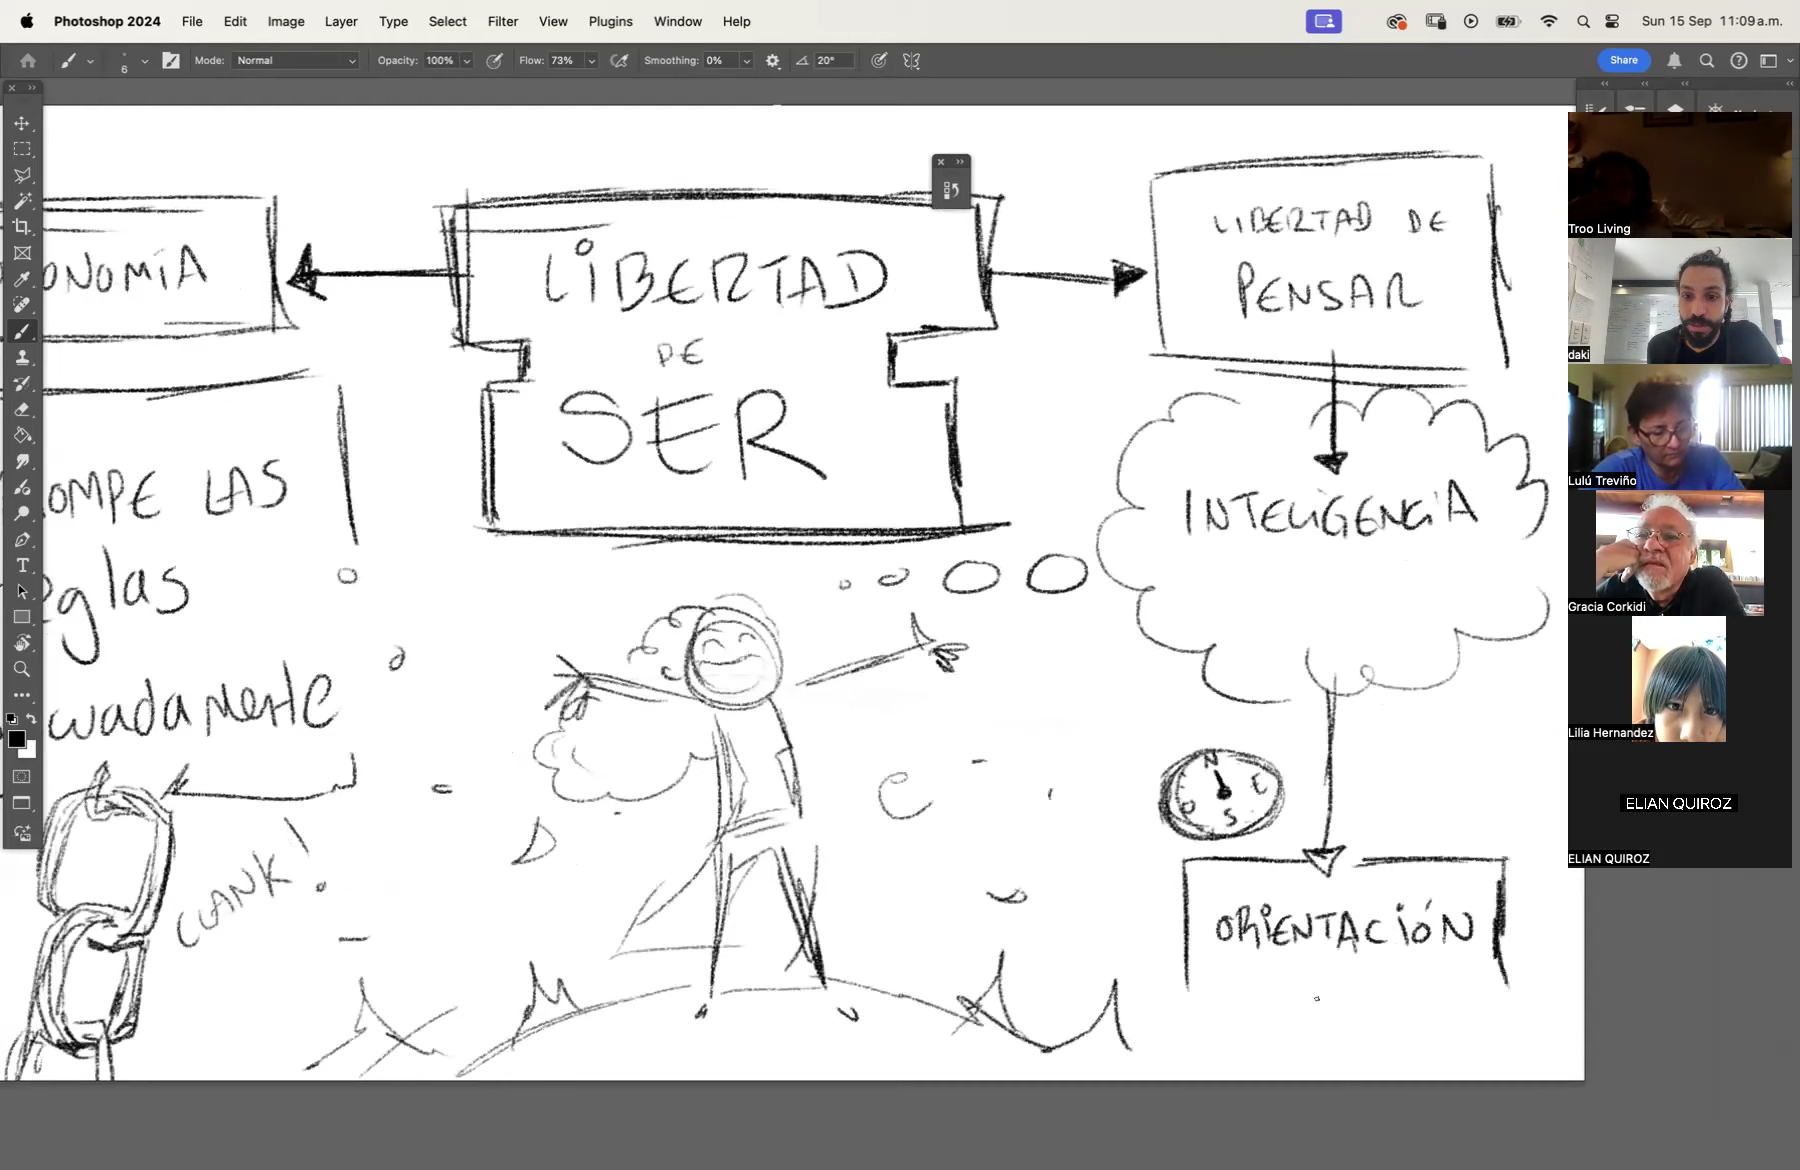 Photoshop 2024 File Edit Image Layer Type Select Filter View Plugins Window Help
Sun 15 Sep 11:09 a.m.
6 Mode: Normal Opacity: 100% Flow: 73% Smoothing: 0% 20° Share
LIBERTAD
DE
SER
LIBERTAD DE
PENSAR
ONOMÍA
OMPE LAS
glas
INTELIGENCIA
N
E
S
O
CLANK!
ORIENTACIÓN
Troo Living
daki
Lulú Treviño
Gracia Corkidi
Lilia Hernandez
ELIAN QUIROZ
ELIAN QUIROZ